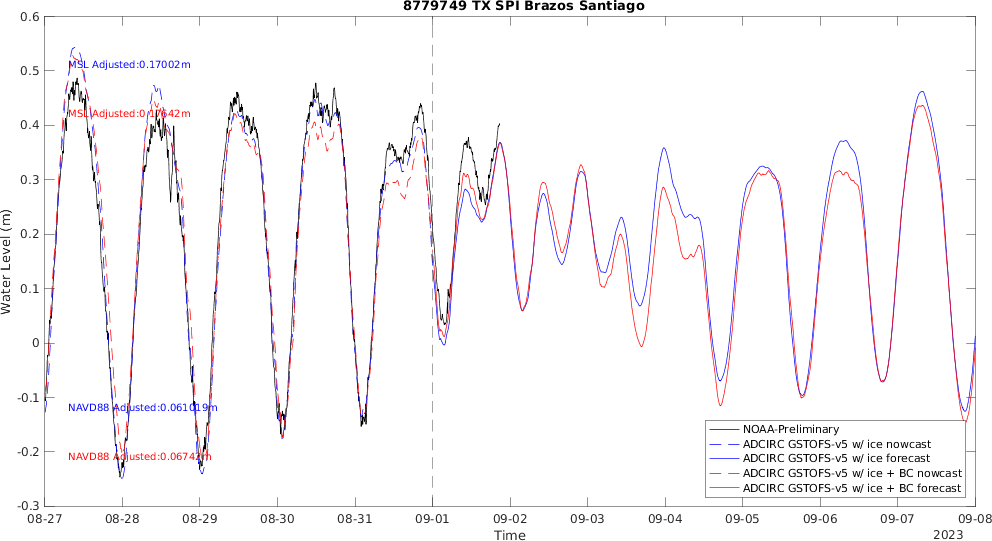 8779749 TX SPI Brazos Santiago
0.6
0.5
0.4
0.3
0.2
0.1
0
-0.1
-0.2
-0.3
Water Level (m)
MSL Adjusted:0.17002m
MSL Adjusted:0.17642m
NAVD88 Adjusted:0.061019m
NAVD88 Adjusted:0.06742m
NOAA-Preliminary
ADCIRC GSTOFS-v5 w/ ice nowcast
ADCIRC GSTOFS-v5 w/ ice forecast
ADCIRC GSTOFS-v5 w/ ice + BC nowcast
ADCIRC GSTOFS-v5 w/ ice + BC forecast
08-27 08-28 08-29 08-30 08-31 09-01 09-02 09-03 09-04 09-05 09-06 09-07 09-08
Time
2023